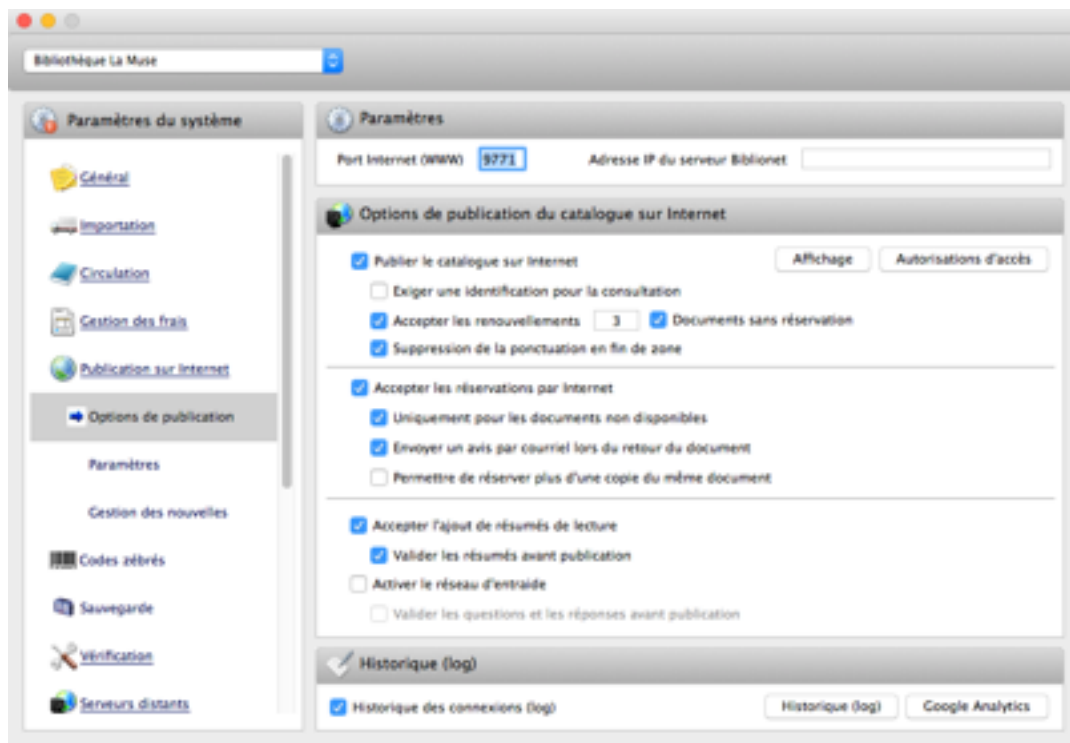 Bibliothèque La Muse
Paramètres du système
Général
Importation
Circulation
Gestion des frais
Publication sur Internet
Options de publication
Paramètres
Gestion des nouvelles
Codes zébrés
Sauvegarde
Vérification
Serveurs distants
Paramètres
Port Internet (WWW) 9771 Adresse IP du serveur Biblionet
Options de publication du catalogue sur Internet
Publier le catalogue sur Internet Affichage Autorisations d'accès
Exiger une identification pour la consultation
Accepter les renouvellements 3 Documents sans réservation
Suppression de la ponctuation en fin de zone
Accepter les réservations par Internet
Uniquement pour les documents non disponibles
Envoyer un avis par courriel lors du retour du document
Permettre de réserver plus d'une copie du même document
Accepter l'ajout de résumés de lecture
Valider les résumés avant publication
Activer le réseau d'entraide
Valider les questions et les réponses avant publication
Historique (log)
Historique des connexions (log) Historique (log) Google Analytics